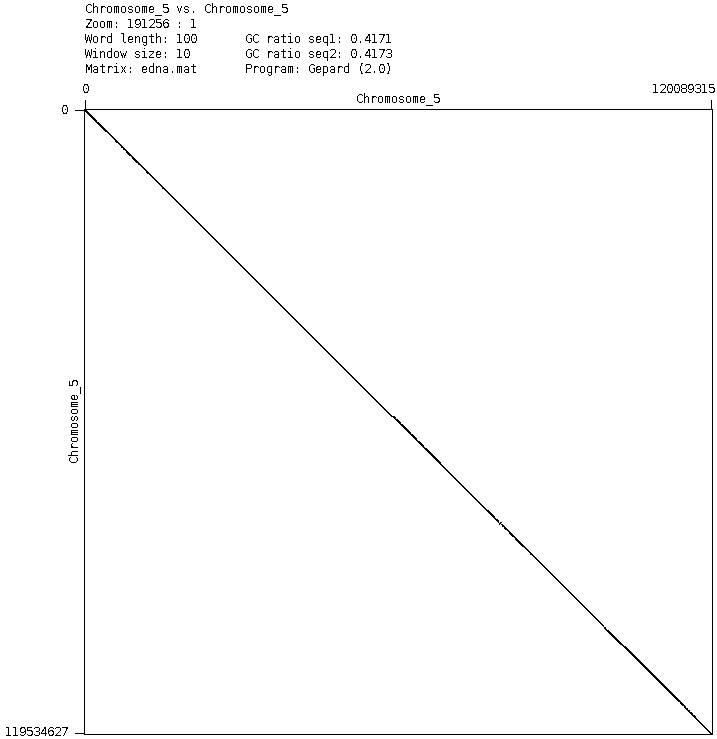 Chromosome_5 vs. Chromosome_5
Zoom: 191256 : 1
Word length: 100 GC ratio seq1: 0.4171
Window size: 10 GC ratio seq2: 0.4173
Matrix: edna.mat Program: Gepard (2.0)
0 120089315
Chromosome_5
0
Chromosome_5
119534627